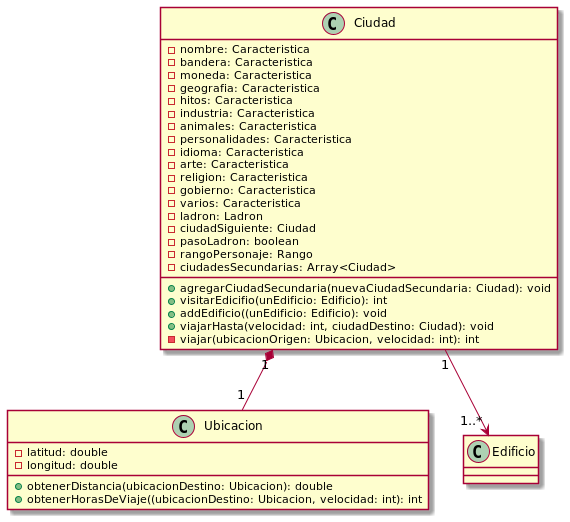 C Ciudad
nombre: Caracteristica
bandera: Caracteristica
moneda: Caracteristica
geografia: Caracteristica
hitos: Caracteristica
industria: Caracteristica
animales: Caracteristica
personalidades: Caracteristica
idioma: Caracteristica
arte: Caracteristica
religion: Caracteristica
gobierno: Caracteristica
varios: Caracteristica
ladron: Ladron
ciudadSiguiente: Ciudad
pasoLadron: boolean
rangoPersonaje: Rango
ciudadesSecundarias: Array<Ciudad>
agregarCiudadSecundaria(nuevaCiudadSecundaria: Ciudad): void
visitarEdicifio(unEdificio: Edificio): int
addEdificio((unEdificio: Edificio): void
viajarHasta(velocidad: int, ciudadDestino: Ciudad): void
viajar(ubicacionOrigen: Ubicacion, velocidad: int): int
1 1
1 1..*
C Ubicacion
latitud: double
longitud: double
obtenerDistancia(ubicacionDestino: Ubicacion): double
obtenerHorasDeViaje((ubicacionDestino: Ubicacion, velocidad: int): int
C Edificio